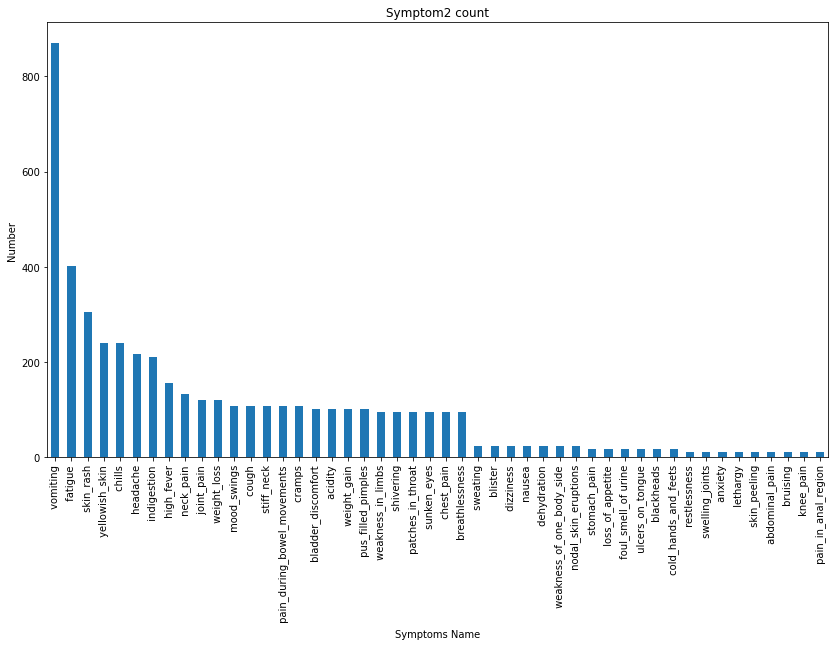 Symptom2 count
Number
800
600
400
200
0
vomiting
fatigue
skin_rash
yellowish_skin
chills
headache
indigestion
high_fever
neck_pain
joint_pain
weight_loss
mood_swings
cough
stiff_neck
pain_during_bowel_movements
cramps
bladder_discomfort
acidity
weight_gain
pus_filled_pimples
weakness_in_limbs
shivering
patches_in_throat
sunken_eyes
chest_pain
breathlessness
sweating
blister
dizziness
nausea
dehydration
weakness_of_one_body_side
nodal_skin_eruptions
stomach_pain
loss_of_appetite
foul_smell_of urine
ulcers_on_tongue
blackheads
cold_hands_and_feets
restlessness
swelling_joints
anxiety
lethargy
skin_peeling
abdominal_pain
bruising
knee_pain
pain_in_anal_region
Symptoms Name